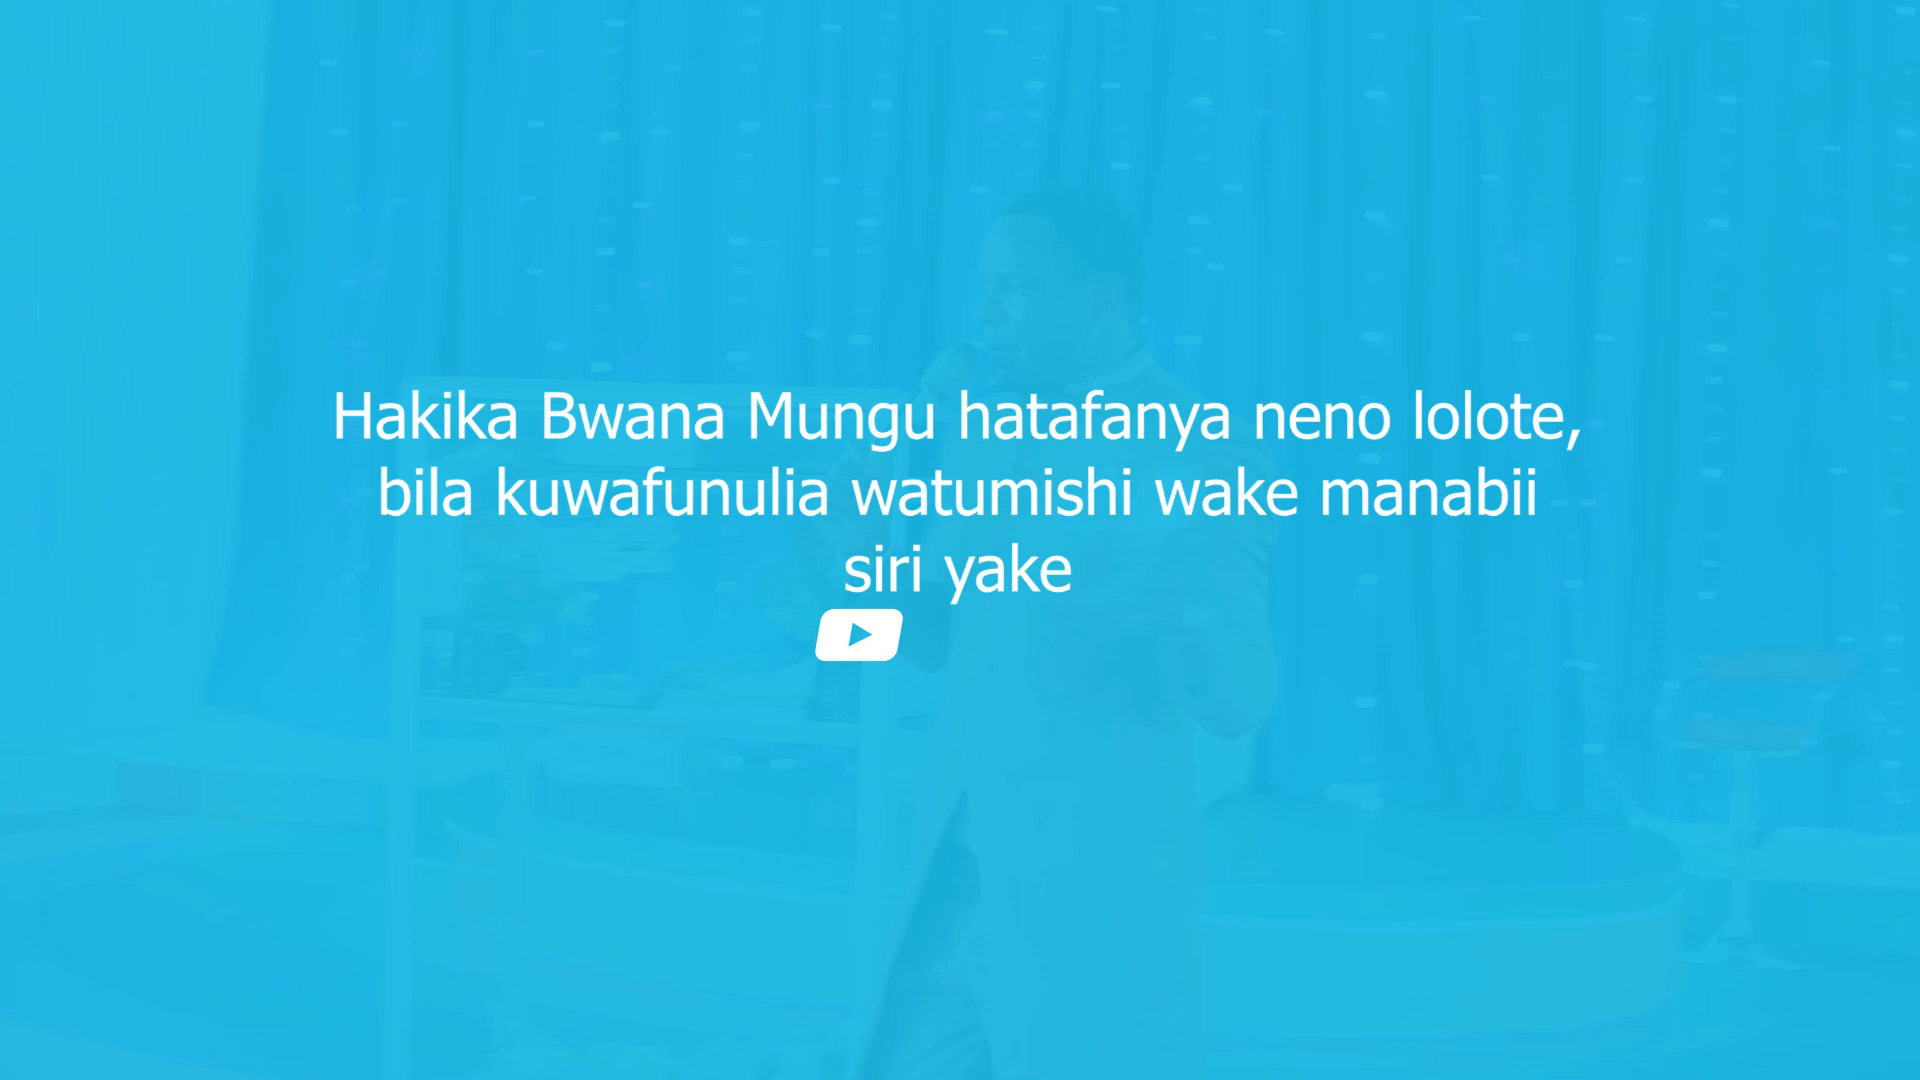 Hakika Bwana Mungu hatafanya neno lolote,
bila kuwafunulia watumishi wake manabii
siri yake